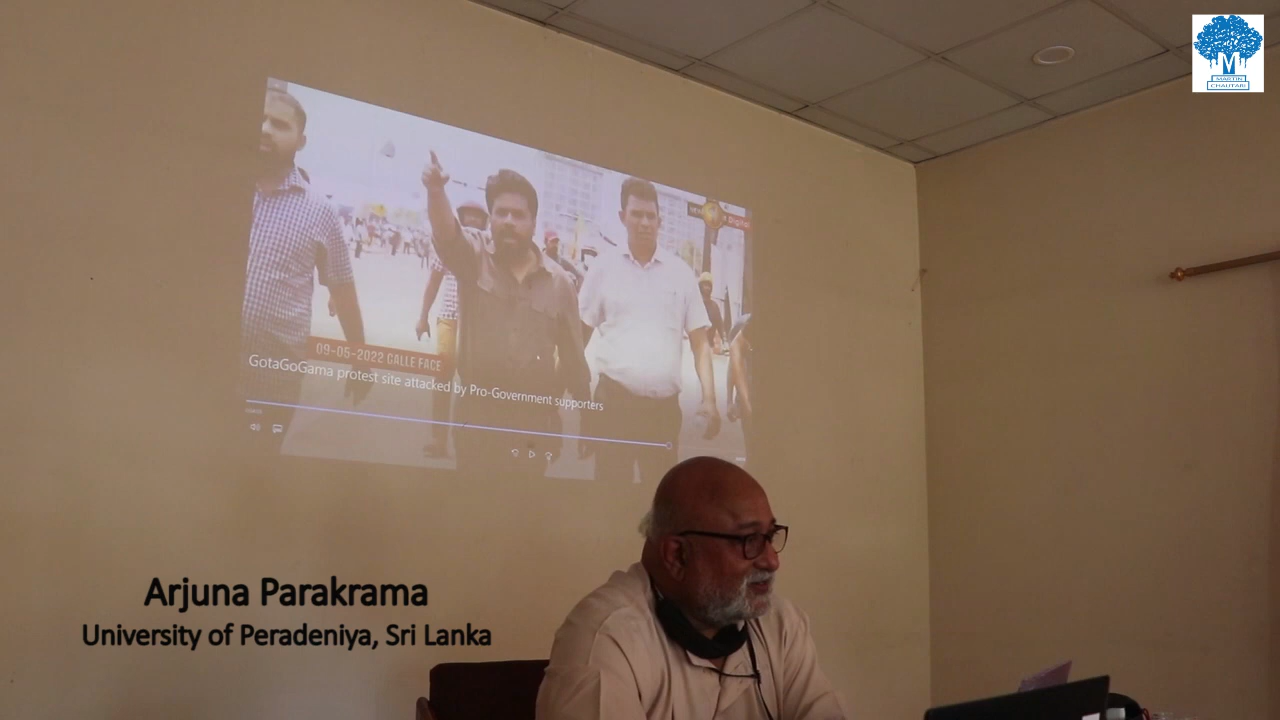 M
MARTIN
CHAUTARI
09-05-2022 GALLE FACE
GotaGoGama protest site attacked by Pro-Government supporters
Arjuna Parakrama
University of Peradeniya, Sri Lanka